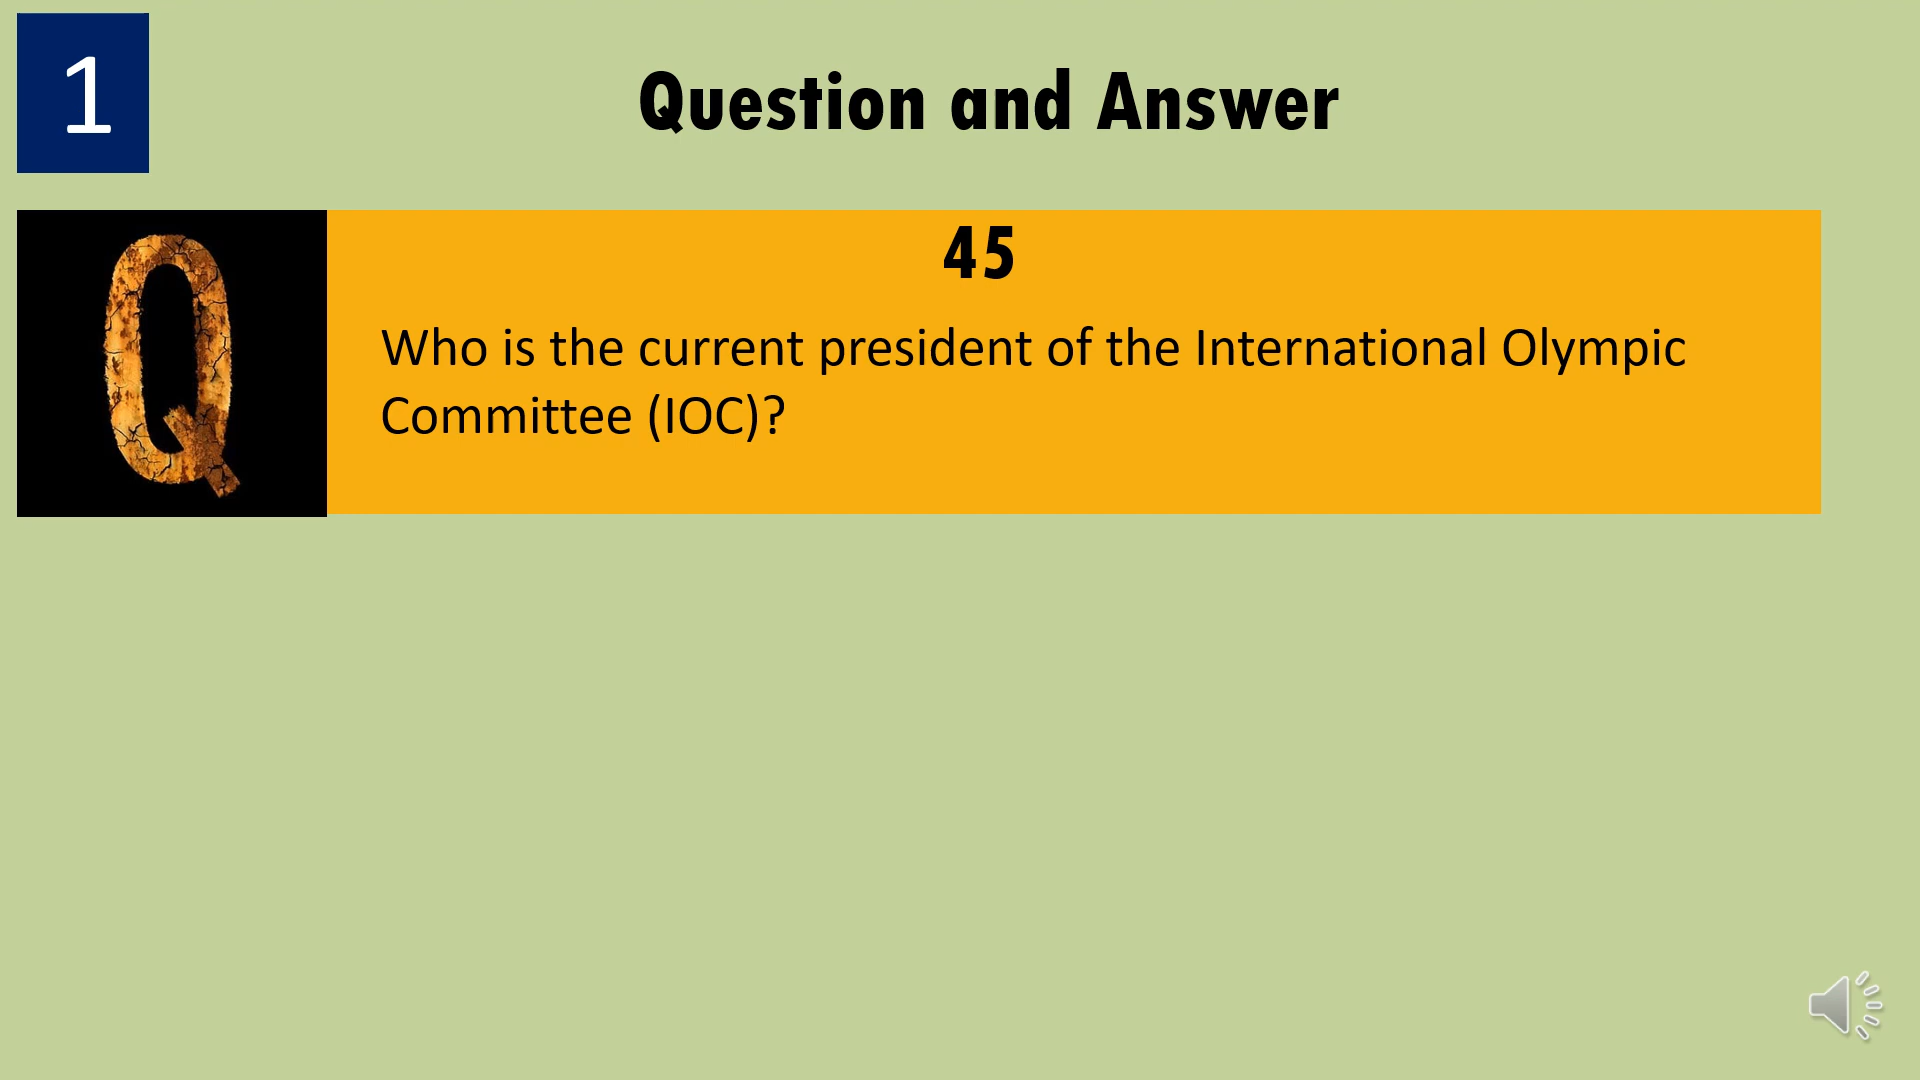 1
Question and Answer
Q
45
Who is the current president of the International Olympic
Committee (IOC)?